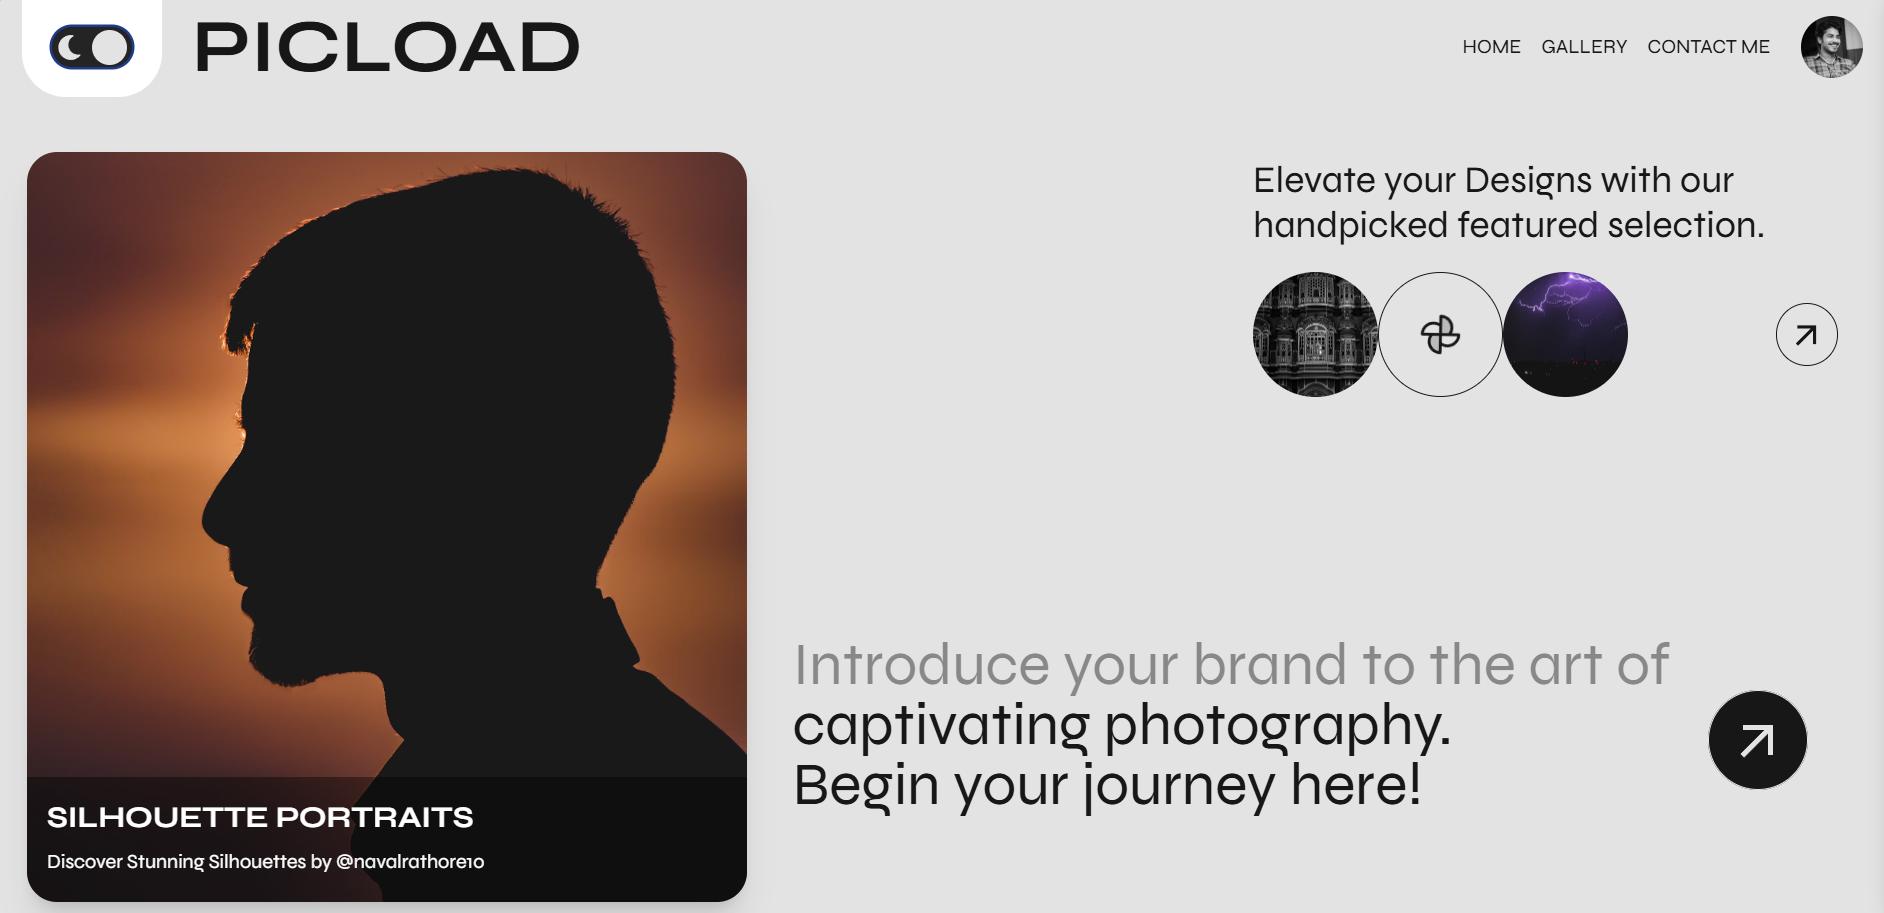 PICLOAD
HOME GALLERY CONTACT ME
Elevate your Designs with our
handpicked featured selection.
Introduce your brand to the art of
captivating photography.
Begin your journey here!
SILHOUETTE PORTRAITS
Discover Stunning Silhouettes by @navalrathore10